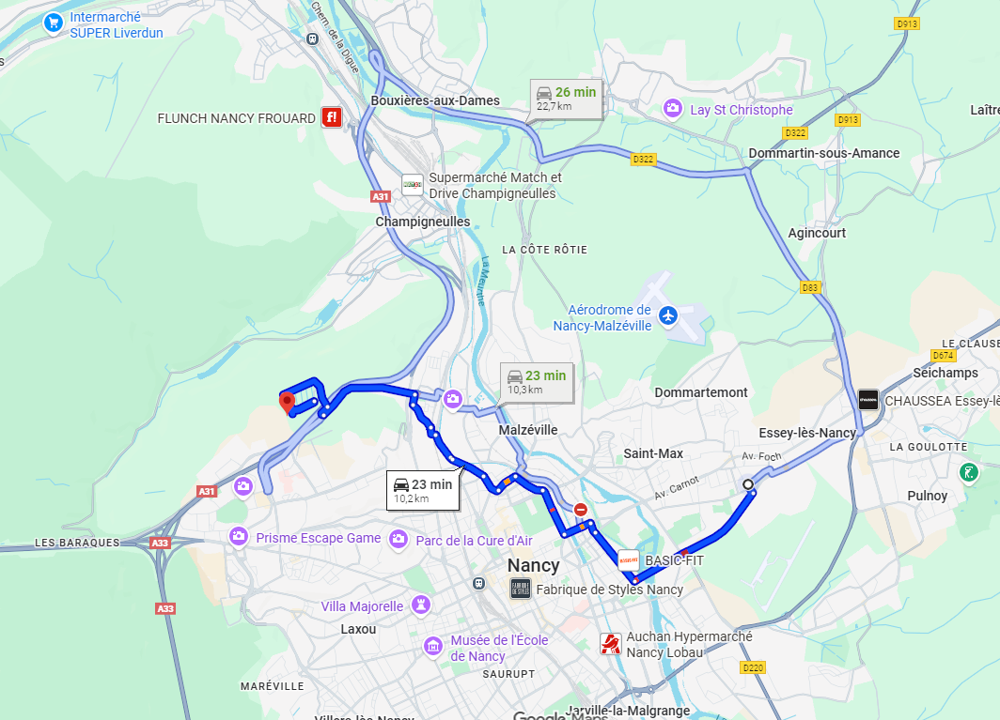 Intermarché
SUPER Liverdun
Chem. de la Digue
D913
Bouxières-aux-Dames
26 min
22,7 km
FLUNCH NANCY FROUARD
f!
Lay St Christophe
D913
D322
Laître
Dommartin-sous-Amance
D322
Supermarché Match et
Drive Champigneulles
A31
Champigneulles
Agincourt
LA CÔTE RÔTIE
La Meurthe
D83
Aérodrome de
Nancy-Malzéville
LE CLAUSE
D674
Seichamps
23 min
10,3 km
Dommartemont
chaussea
CHAUSSEA Essey-lè
Malzéville
Essey-lès-Nancy
LA GOULOTTE
Saint-Max
Av. Foch
23 min
10,2 km
Av. Carnot
A31
Pulnoy
LES BARAQUES
A33
Prisme Escape Game
Parc de la Cure d'Air
BASIC-FIT
BASIC-FIT
Nancy
FABRIQUE
DE STYLES
Fabrique de Styles Nancy
A33
Villa Majorelle
Laxou
Auchan Hypermarché
Nancy Lobau
Musée de l'École
de Nancy
SAURUPT
D220
MARÉVILLE
Jarville-la-Malgrange
Villers-lès-Nancy
Google Maps